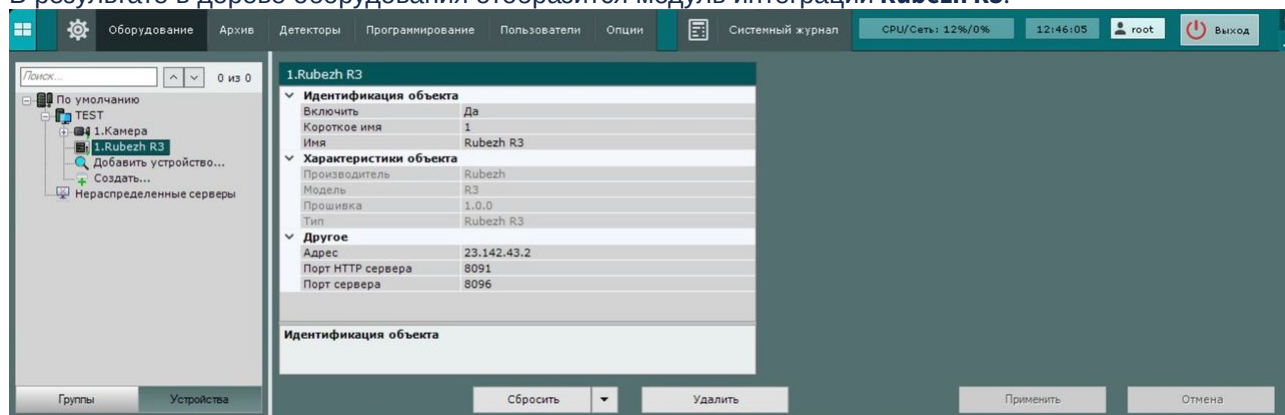 В результате в дерево оборудования отобразится модуль интеграции Rubezh R3.
Оборудование Архив Детекторы Программирование Пользователи Опции Системный журнал CPU/Сеть: 12%/0% 12:46:05 root Выход
Поиск... 0 из 0
По умолчанию
TEST
1.Камера
1.Rubezh R3
Добавить устройство...
Создать...
Нераспределенные серверы
1.Rubezh R3
Идентификация объекта
Включить Да
Короткое имя 1
Имя Rubezh R3
Характеристики объекта
Производитель Rubezh
Модель R3
Прошивка 1.0.0
Тип Rubezh R3
Другое
Адрес 23.142.43.2
Порт HTTP сервера 8091
Порт сервера 8096
Идентификация объекта
Группы Устройства Сбросить Удалить Применить Отмена